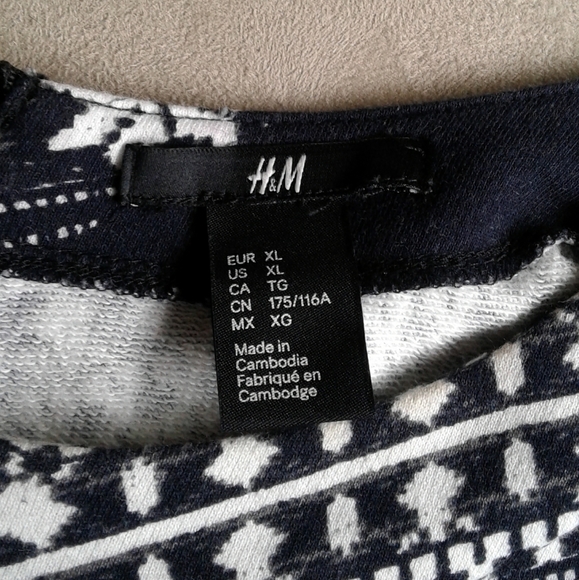 H&M
EUR XL
US XL
CA TG
CN 175/116A
MX XG
Made in
Cambodia
Fabriqué en
Cambodge